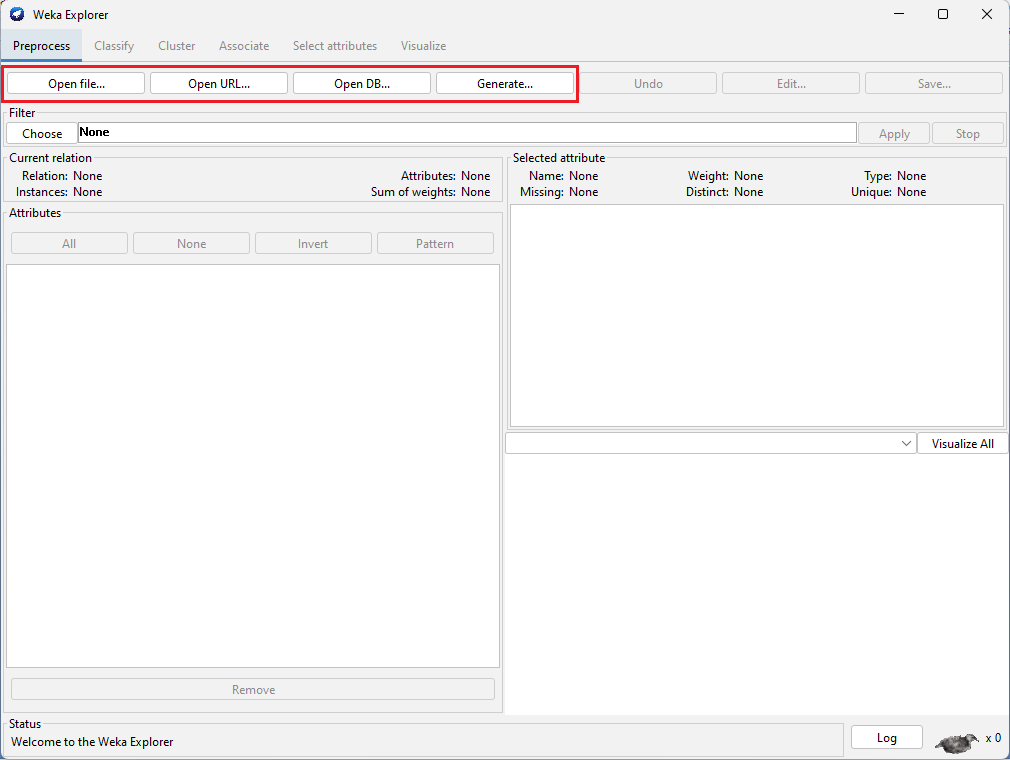 Weka Explorer
Preprocess Classify Cluster Associate Select attributes Visualize
Open file... Open URL... Open DB... Generate... Undo Edit... Save...
Filter
Choose None Apply Stop
Current relation
Relation: None Attributes: None
Instances: None Sum of weights: None
Selected attribute
Name: None Weight: None Type: None
Missing: None Distinct: None Unique: None
Attributes
All None Invert Pattern
Visualize All
Remove
Status
Welcome to the Weka Explorer
Log x 0